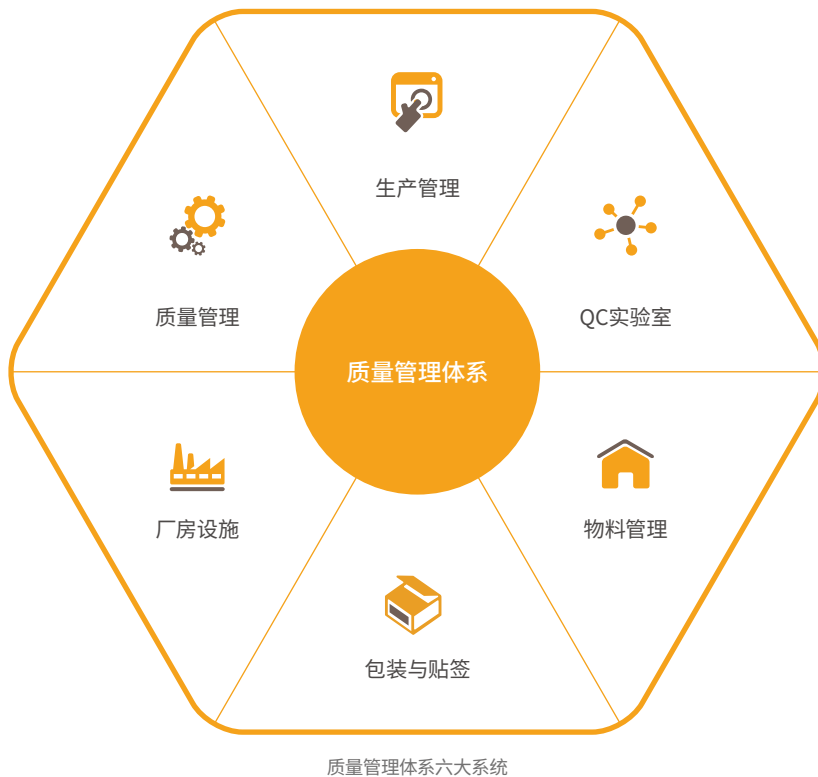 生产管理
质量管理
QC实验室
质量管理体系
厂房设施
物料管理
包装与贴签
质量管理体系六大系统